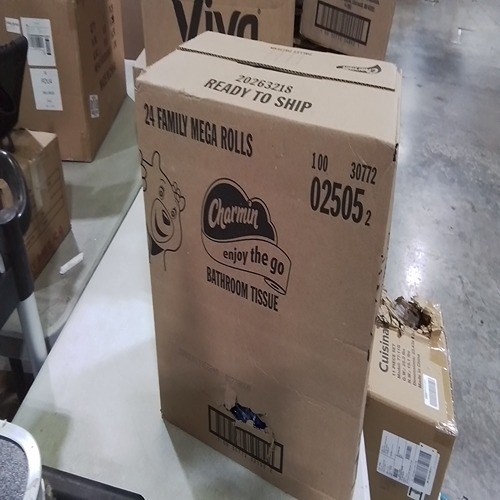 Viva
20263218
READY TO SHIP
24 FAMILY MEGA ROLLS
100 30772
02505 2
Charmin
enjoy the go
BATHROOM TISSUE
Cuisina